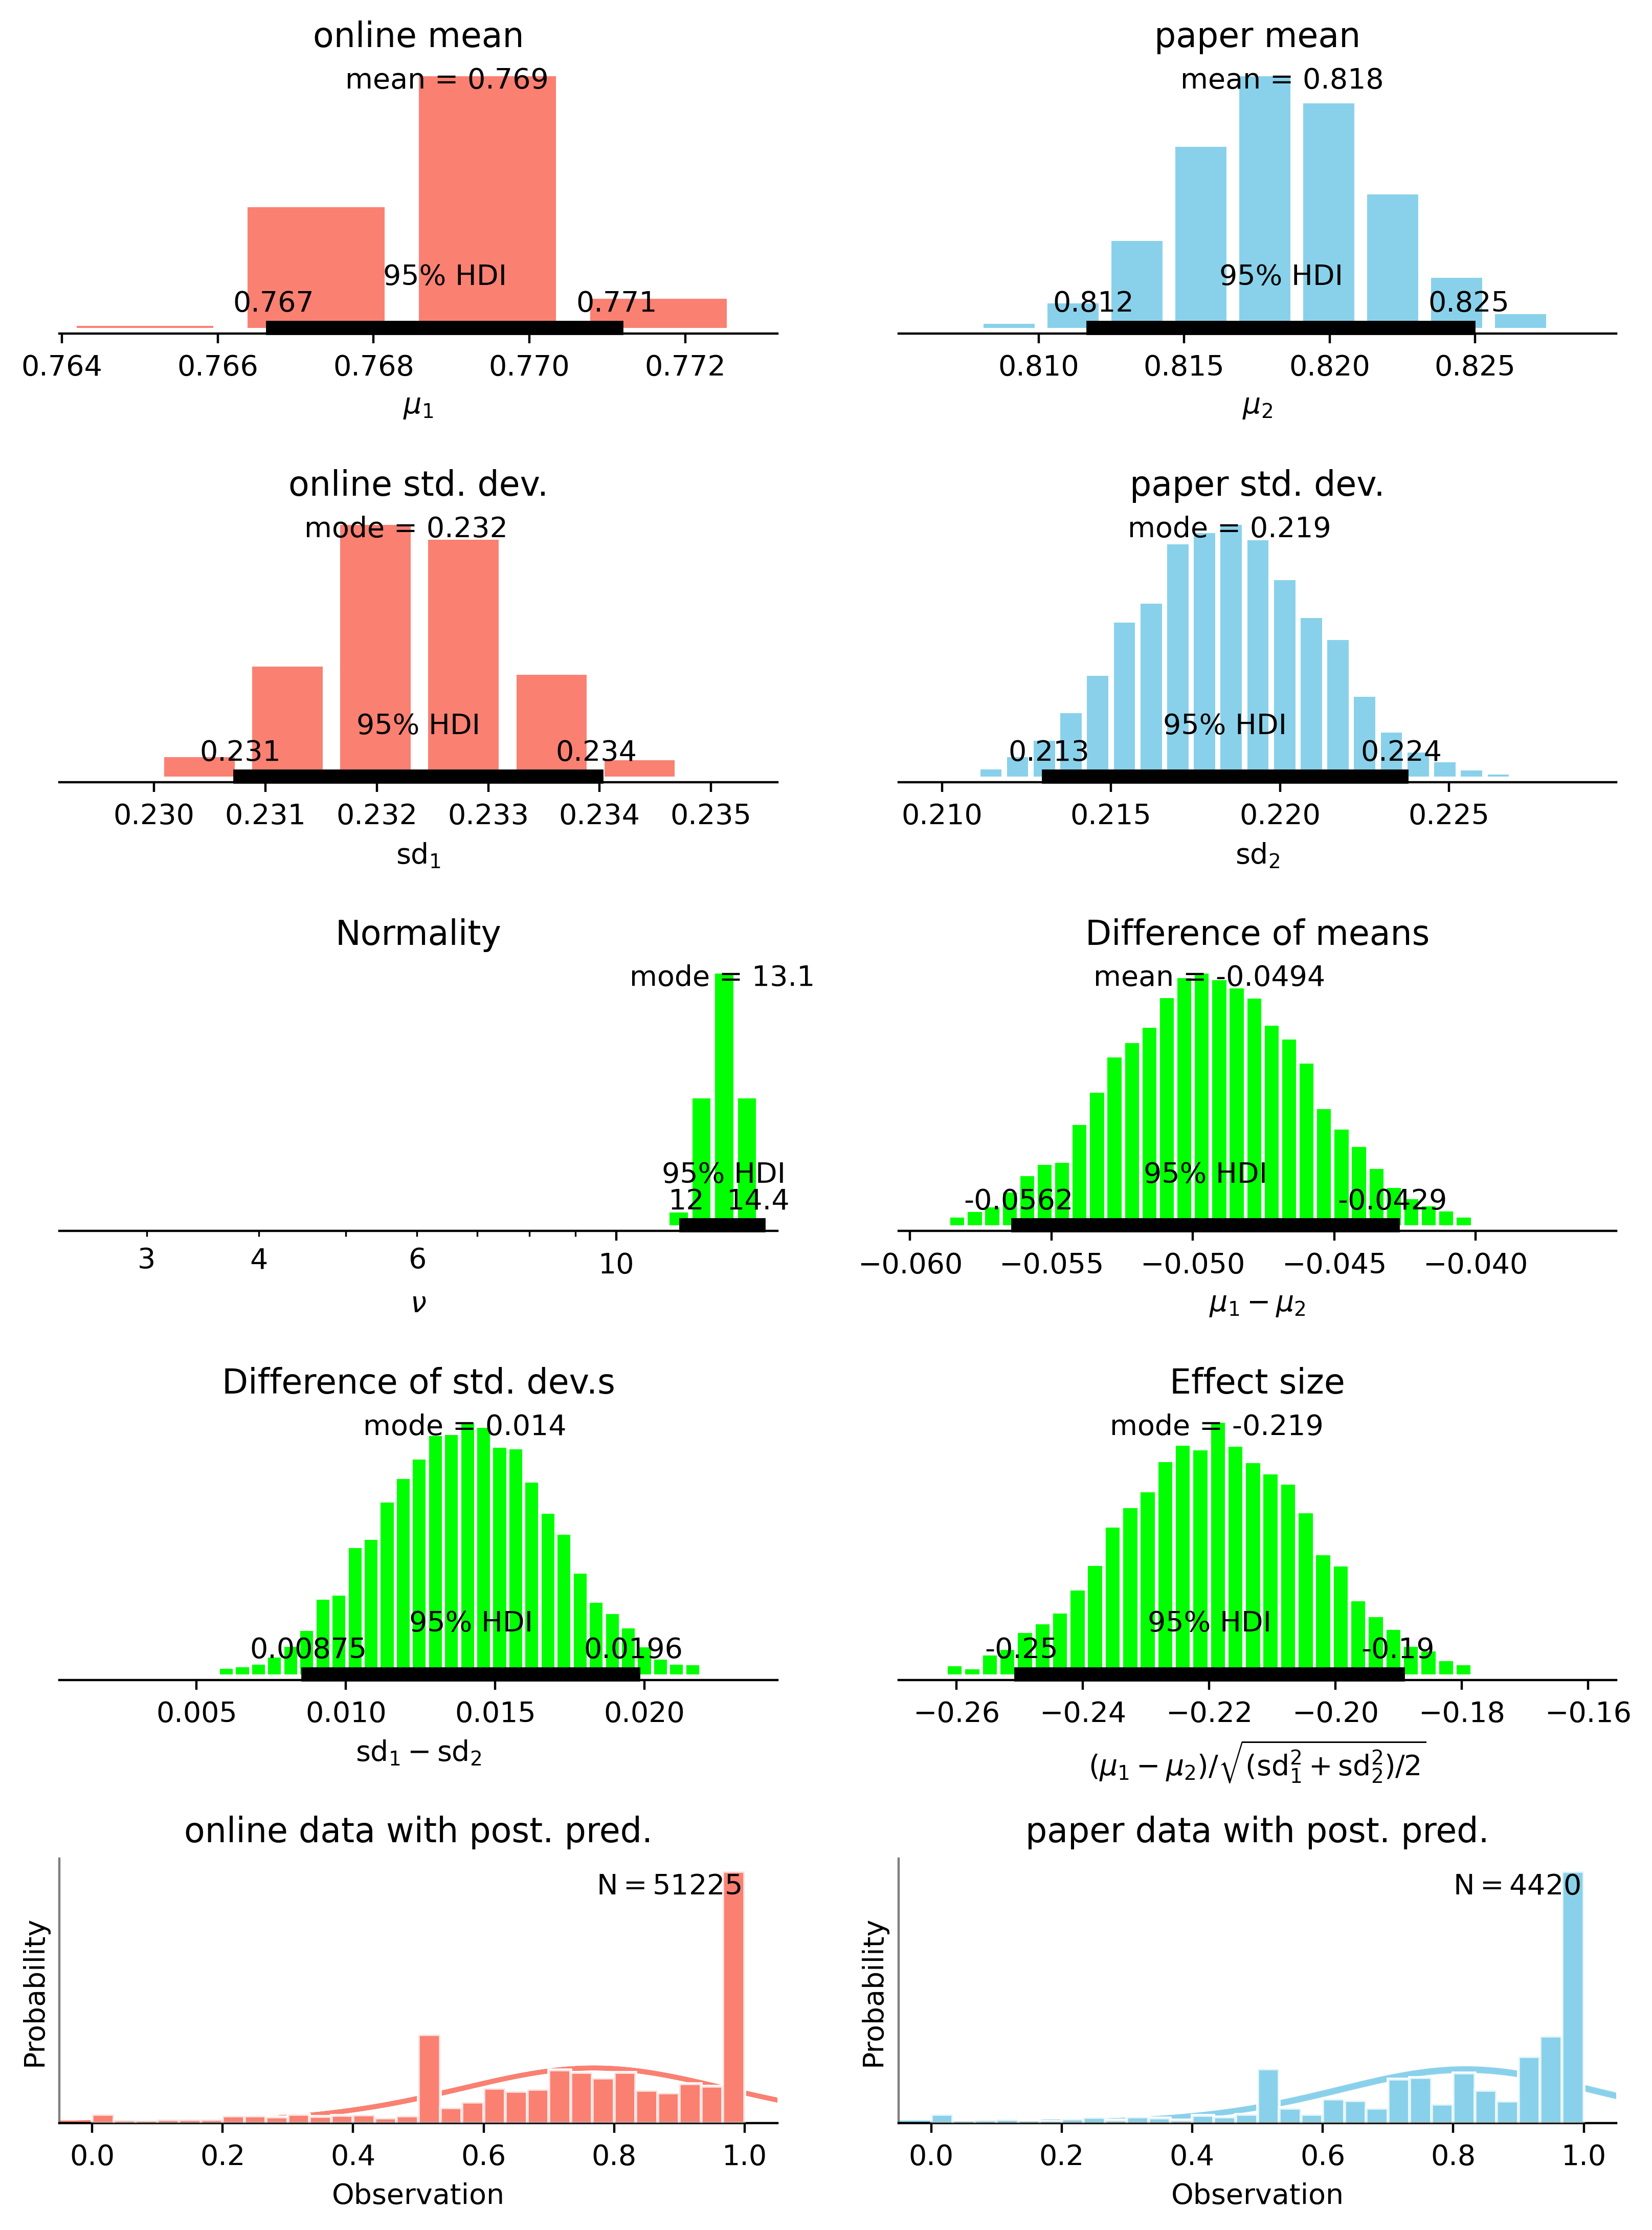 online mean
mean = 0.769
95% HDI
0.767 0.771
0.764 0.766 0.768 0.770 0.772
μ1
paper mean
mean = 0.818
95% HDI
0.812 0.825
0.810 0.815 0.820 0.825
μ2
online std. dev.
mode = 0.232
95% HDI
0.231 0.234
0.230 0.231 0.232 0.233 0.234 0.235
sd1
paper std. dev.
mode = 0.219
95% HDI
0.213 0.224
0.210 0.215 0.220 0.225
sd2
Normality
mode = 13.1
95% HDI
12 14.4
3 4 6 10
ν
Difference of means
mean = -0.0494
95% HDI
-0.0562 -0.0429
−0.060 −0.055 −0.050 −0.045 −0.040
μ1 − μ2
Difference of std. dev.s
mode = 0.014
95% HDI
0.00875 0.0196
0.005 0.010 0.015 0.020
sd1 − sd2
Effect size
mode = -0.219
95% HDI
-0.25 -0.19
−0.26 −0.24 −0.22 −0.20 −0.18 −0.16
(μ1 − μ2)/√(sd1² + sd2²)/2
online data with post. pred.
N = 51225
Probability
0.0 0.2 0.4 0.6 0.8 1.0
Observation
paper data with post. pred.
N = 4420
Probability
0.0 0.2 0.4 0.6 0.8 1.0
Observation